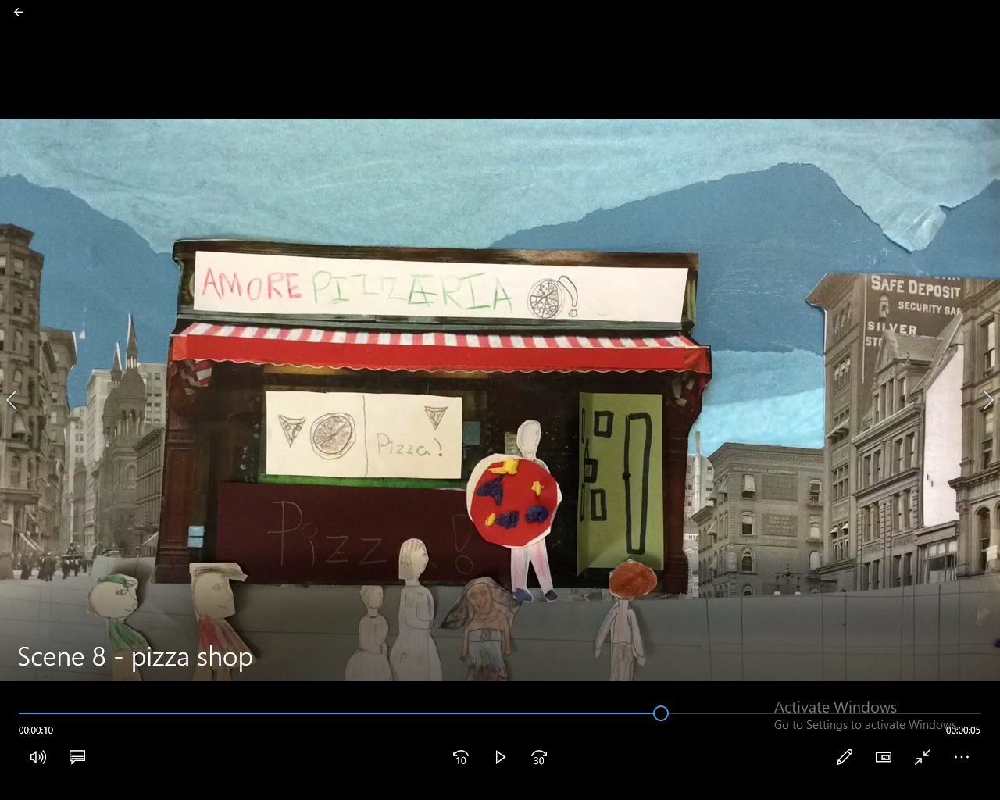 AMORE PIZZERIA
SAFE DEPOSIT
SECURITY SAF
SILVER
Pizza!
Pizz !
Scene 8 - pizza shop
Activate Windows
Go to Settings to activate Windows.
00:00:10
00:00:05
10
30